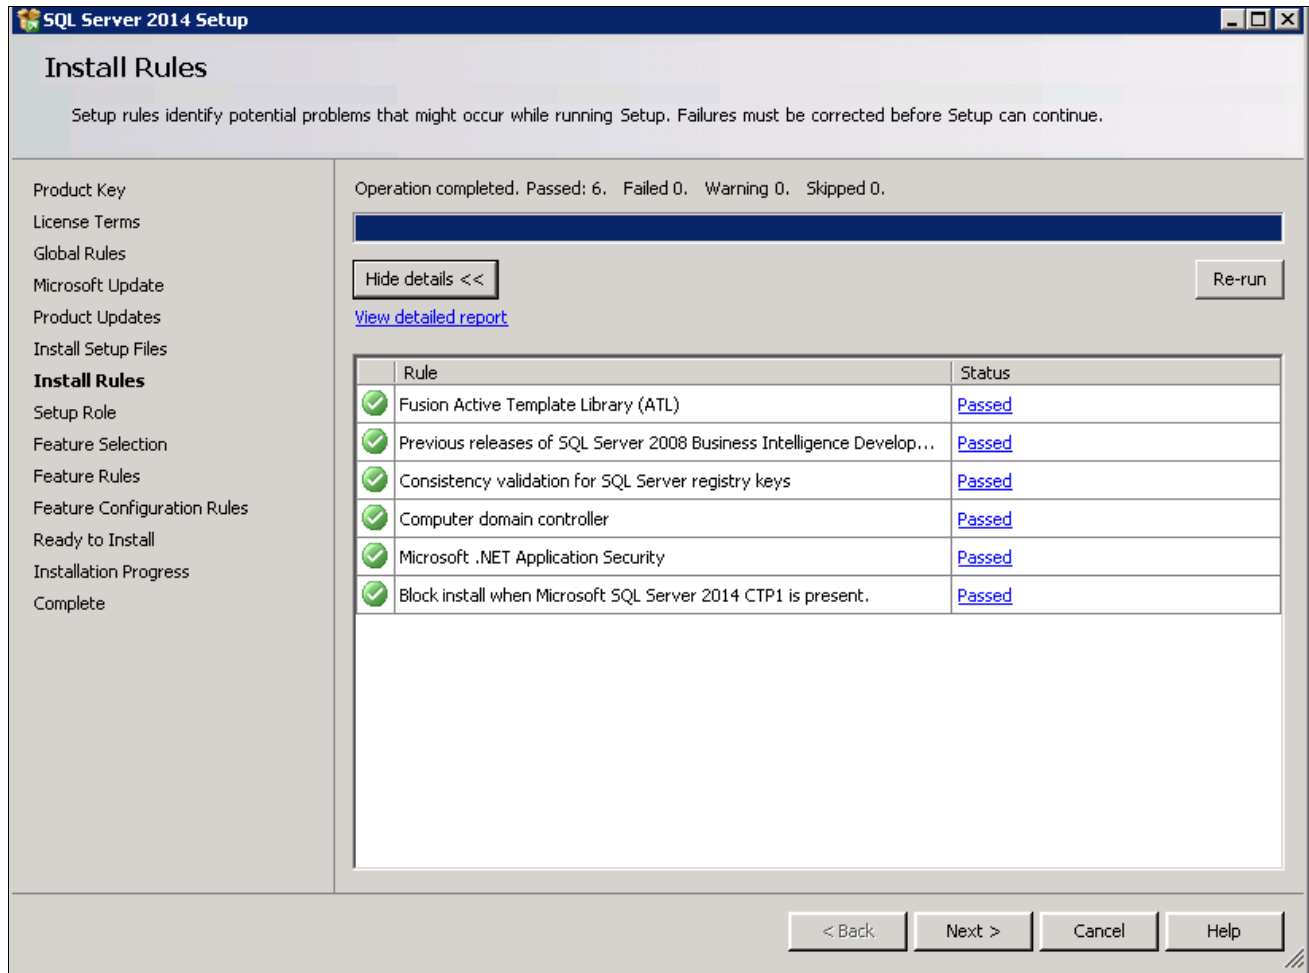 SQL Server 2014 Setup
Install Rules
Setup rules identify potential problems that might occur while running Setup. Failures must be corrected before Setup can continue.
Product Key
License Terms
Global Rules
Microsoft Update
Product Updates
Install Setup Files
Install Rules
Setup Role
Feature Selection
Feature Rules
Feature Configuration Rules
Ready to Install
Installation Progress
Complete
Operation completed. Passed: 6. Failed 0. Warning 0. Skipped 0.
Hide details <<
Re-run
View detailed report
Rule Status
Fusion Active Template Library (ATL) Passed
Previous releases of SQL Server 2008 Business Intelligence Develop... Passed
Consistency validation for SQL Server registry keys Passed
Computer domain controller Passed
Microsoft .NET Application Security Passed
Block install when Microsoft SQL Server 2014 CTP1 is present. Passed
< Back Next > Cancel Help